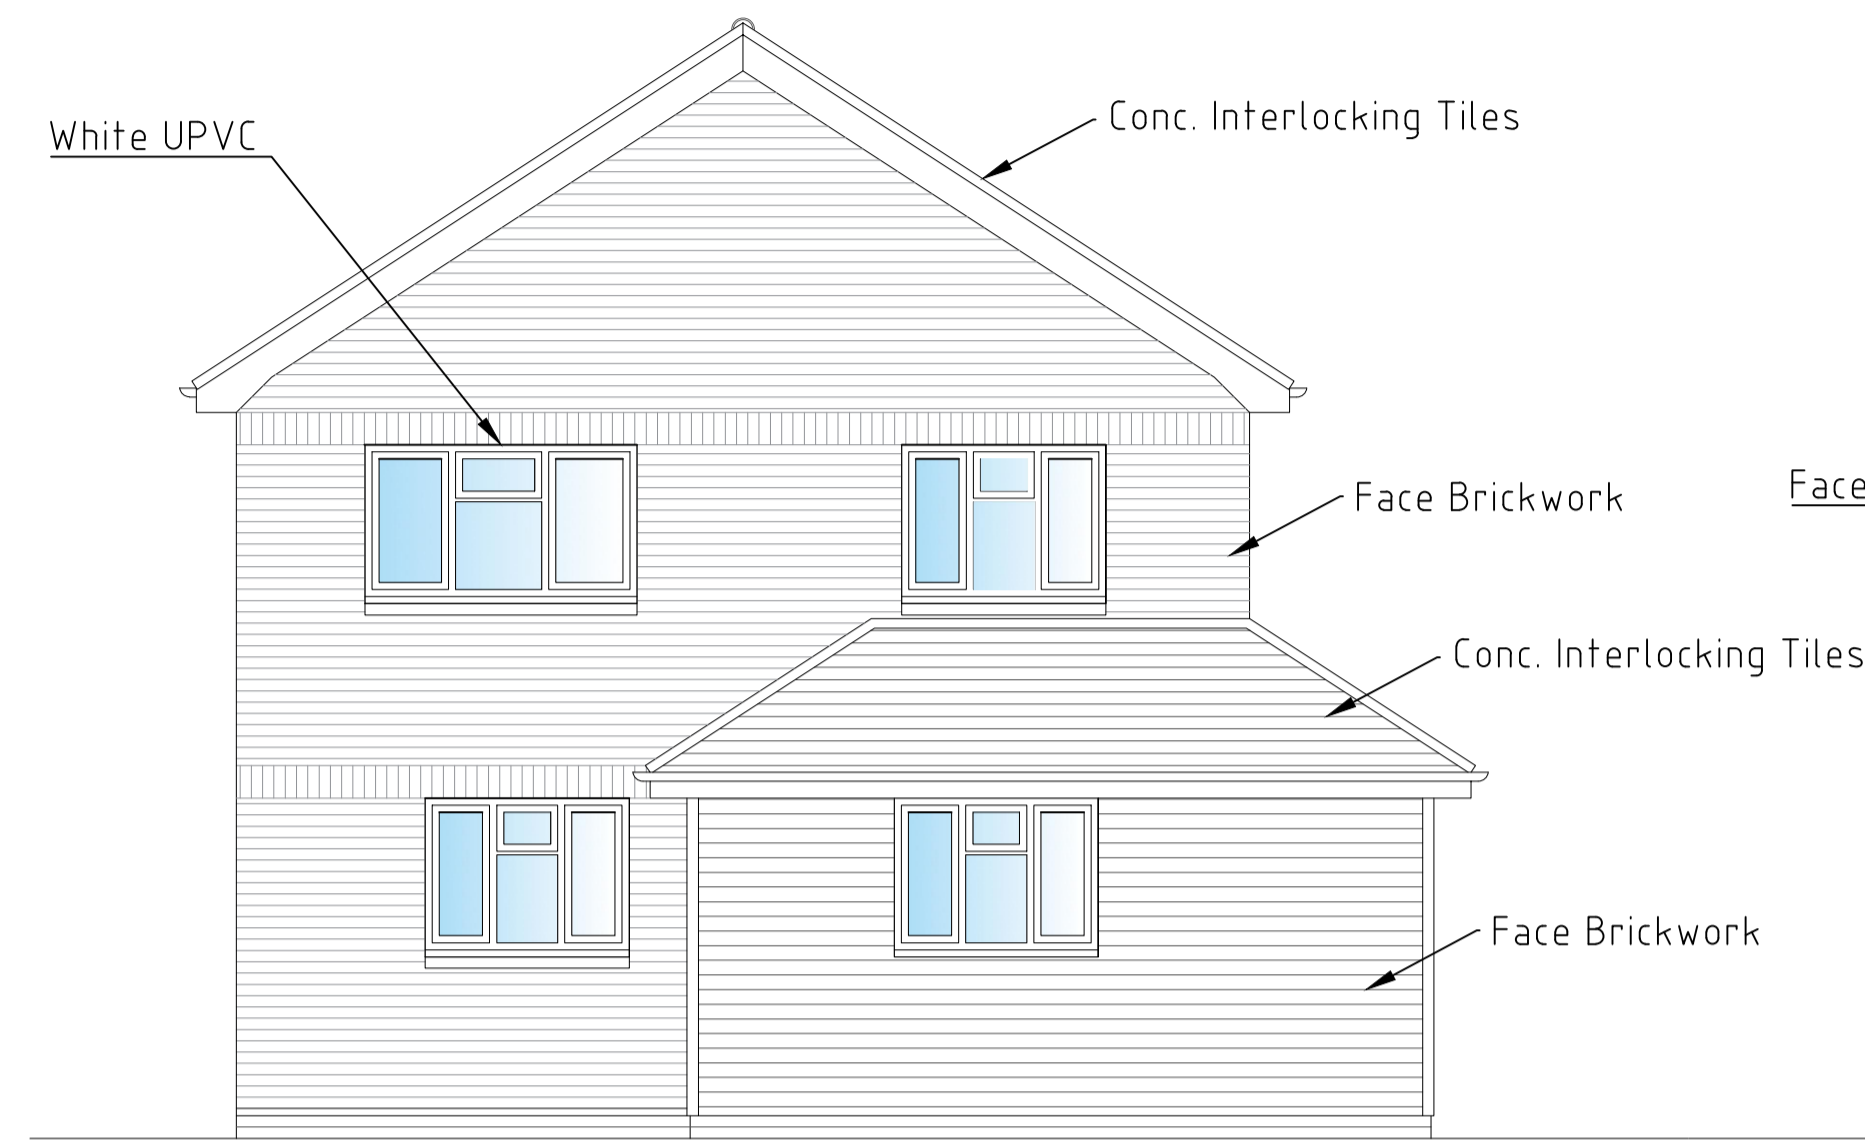 Conc. Interlocking Tiles
White UPVC
Face Brickwork
Face
Conc. Interlocking Tiles
Face Brickwork